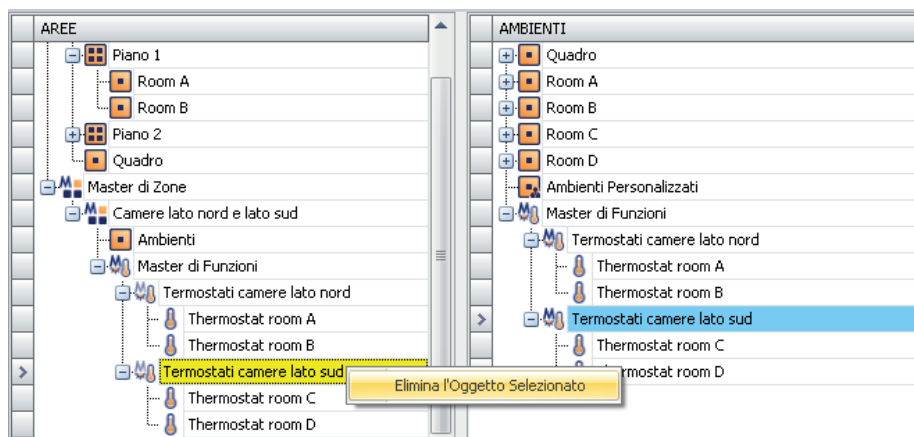 AREE
Piano 1
Room A
Room B
Piano 2
Quadro
Master di Zone
Camere lato nord e lato sud
Ambienti
Master di Funzioni
Termostati camere lato nord
Thermostat room A
Thermostat room B
Termostati camere lato sud
Thermostat room C
Thermostat room D
Elimina l'Oggetto Selezionato
AMBIENTI
Quadro
Room A
Room B
Room C
Room D
Ambienti Personalizzati
Master di Funzioni
Termostati camere lato nord
Thermostat room A
Thermostat room B
Termostati camere lato sud
Thermostat room C
rmostat room D